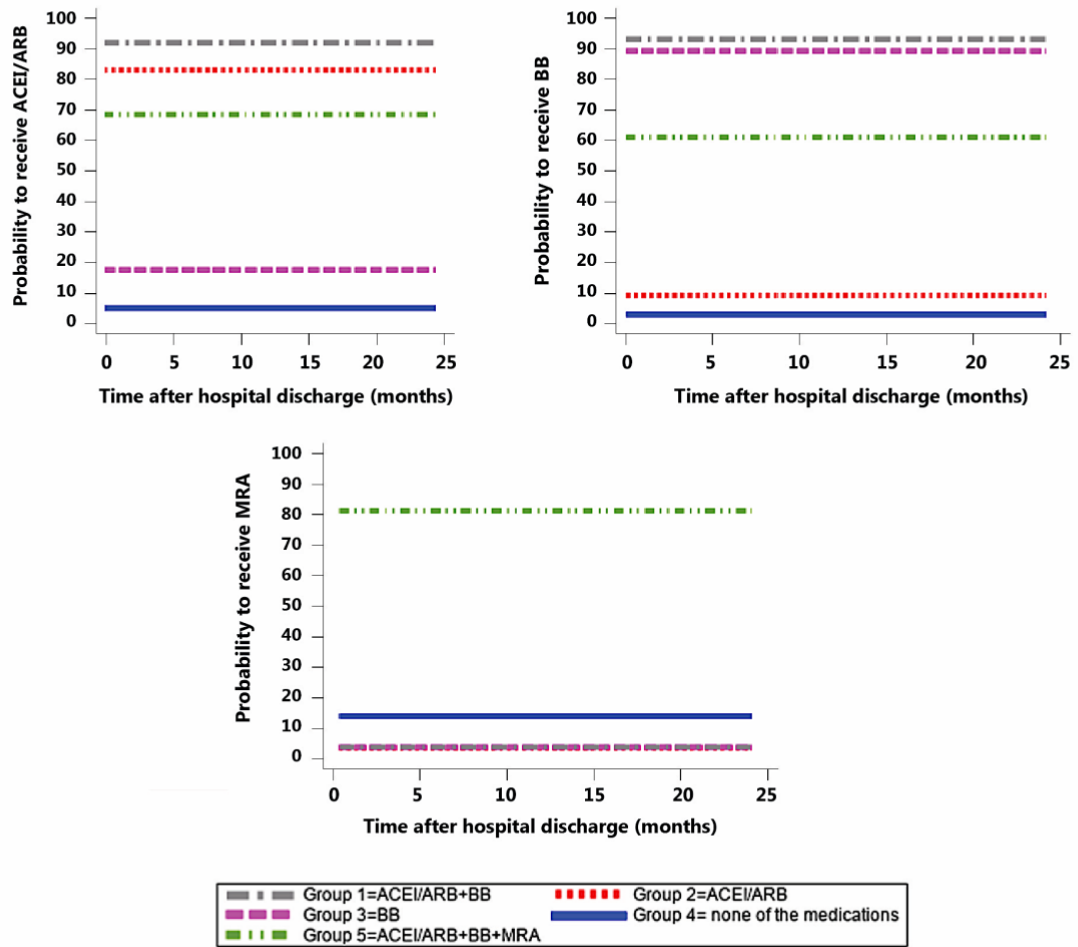 Probability to receive ACEI/ARB
100
90
80
70
60
50
40
30
20
10
0
0 5 10 15 20 25
Time after hospital discharge (months)
Probability to receive BB
100
90
80
70
60
50
40
30
20
10
0
0 5 10 15 20 25
Time after hospital discharge (months)
Probability to receive MRA
100
90
80
70
60
50
40
30
20
10
0
0 5 10 15 20 25
Time after hospital discharge (months)
Group 1=ACEI/ARB+BB Group 2=ACEI/ARB
Group 3=BB Group 4= none of the medications
Group 5=ACEI/ARB+BB+MRA